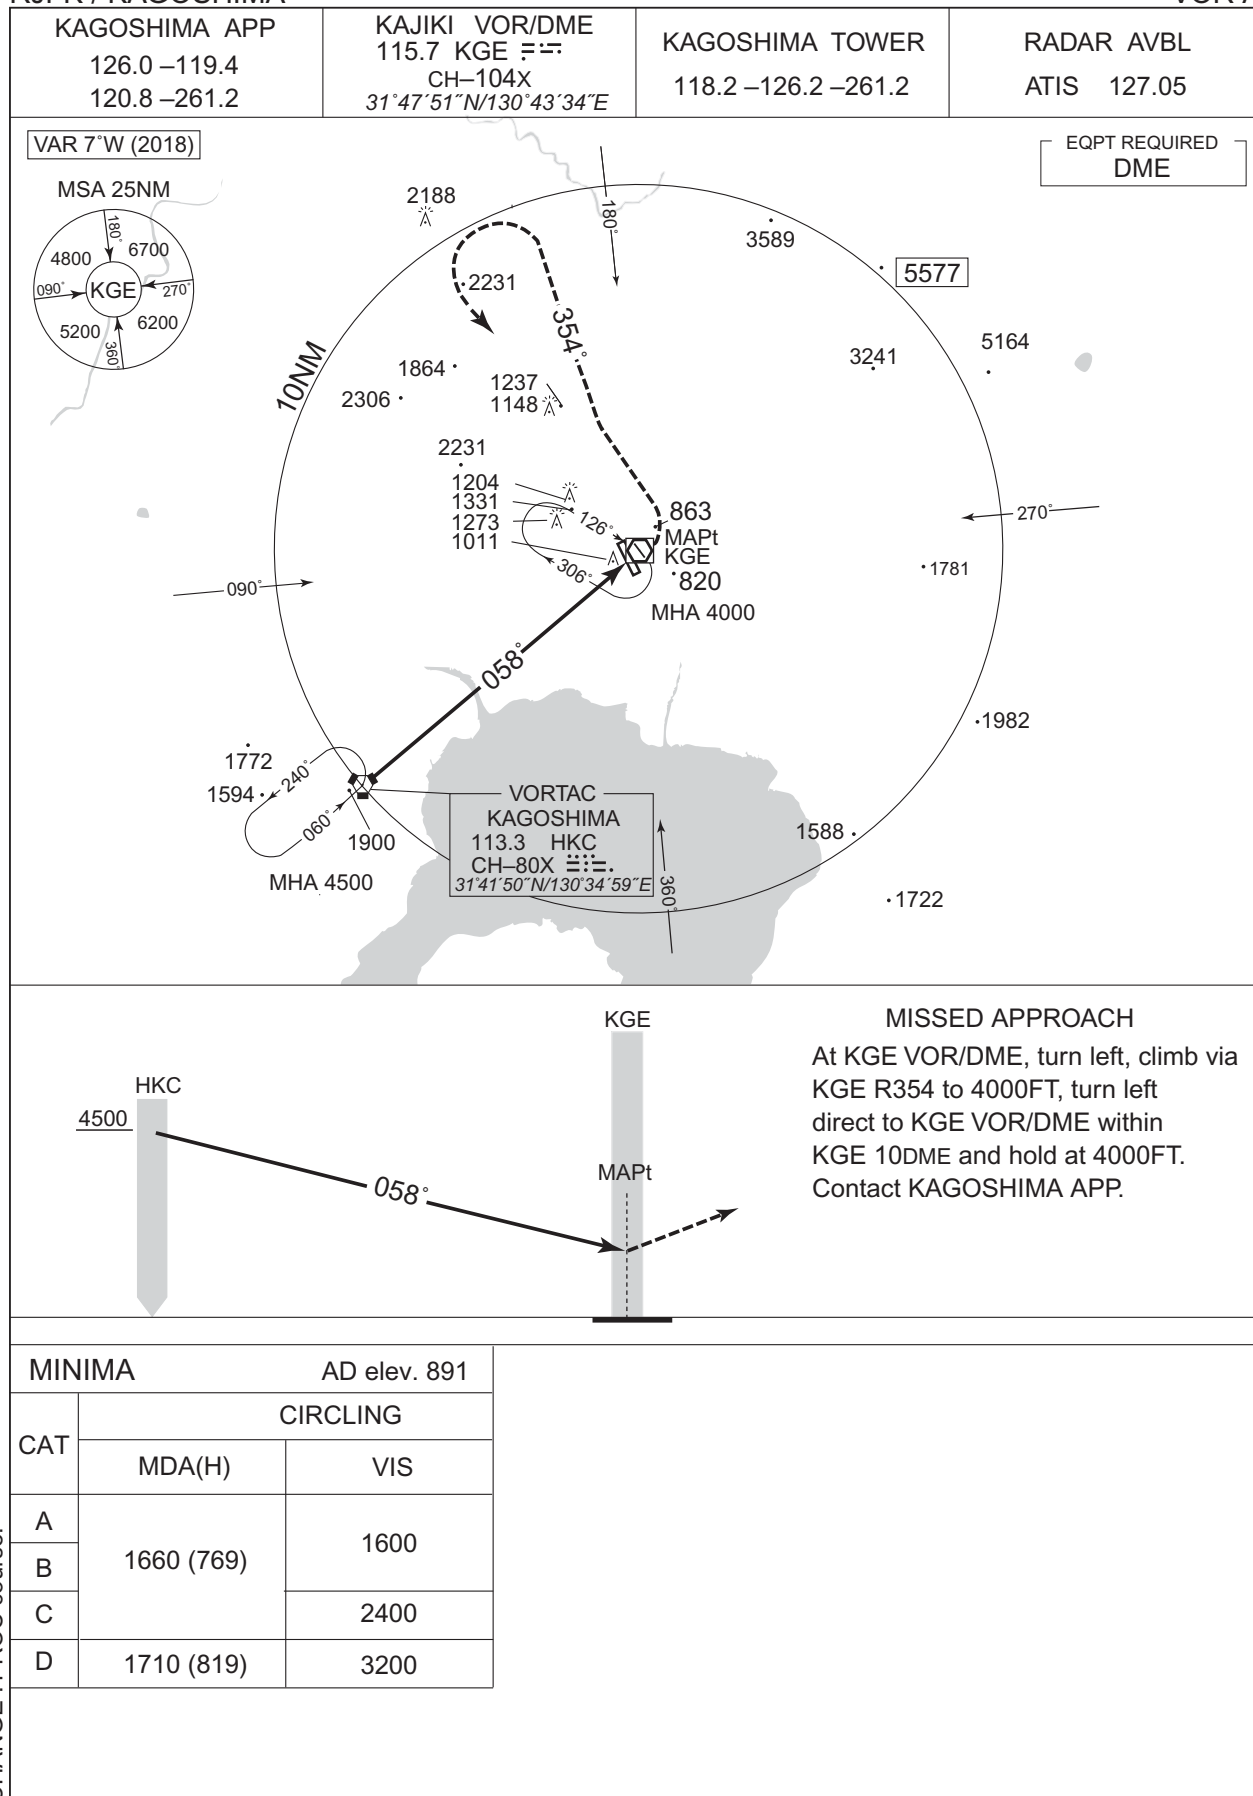 KAGOSHIMA APP
126.0 –119.4
120.8 –261.2
KAJIKI VOR/DME
115.7 KGE
CH–104X
31˚47´51˝N/130˚43´34˝E
KAGOSHIMA TOWER
118.2 –126.2 –261.2
RADAR AVBL
ATIS 127.05
VAR 7˚W (2018)
EQPT REQUIRED
DME
MSA 25NM
180˚
4800
6700
090˚
KGE
270˚
5200
6200
360˚
2188
180˚
3589
5577
2231
354˚
10NM
3241
5164
1864
2306
1237
1148
2231
1204
1331
1273
1011
126˚
306˚
863
MAPt
KGE
820
MHA 4000
270˚
1781
090˚
058˚
1982
1772
1594
240˚
060˚
1900
MHA 4500
VORTAC
KAGOSHIMA
113.3 HKC
CH–80X
31˚41´50˝N/130˚34´59˝E
360˚
1588
1722
KGE
HKC
4500
058˚
MAPt
MISSED APPROACH
At KGE VOR/DME, turn left, climb via
KGE R354 to 4000FT, turn left
direct to KGE VOR/DME within
KGE 10DME and hold at 4000FT.
Contact KAGOSHIMA APP.
MINIMA AD elev. 891
CAT
CIRCLING
MDA(H) VIS
A
B
C
D
1660 (769)
1600
2400
1710 (819)
3200